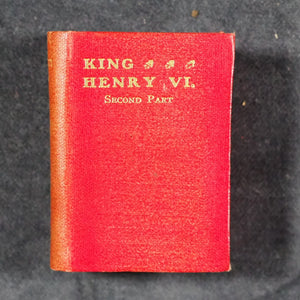 KING
HENRY VI.
SECOND PART